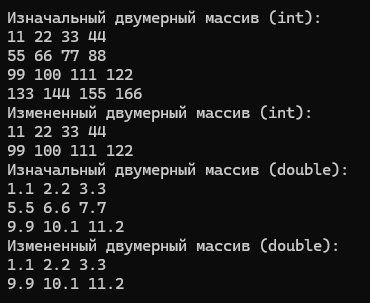 Изначальный двумерный массив (int):
11 22 33 44
55 66 77 88
99 100 111 122
133 144 155 166
Измененный двумерный массив (int):
11 22 33 44
99 100 111 122
Изначальный двумерный массив (double):
1.1 2.2 3.3
5.5 6.6 7.7
9.9 10.1 11.2
Измененный двумерный массив (double):
1.1 2.2 3.3
9.9 10.1 11.2